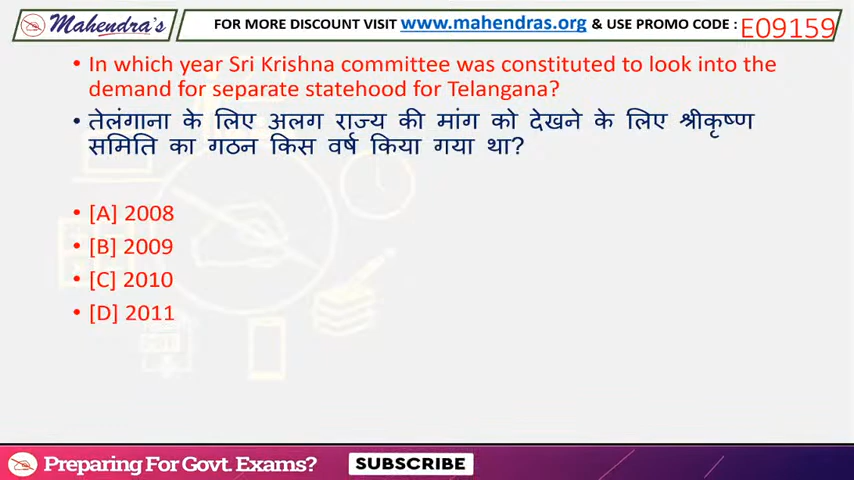 Mahendra's
FOR MORE DISCOUNT VISIT www.mahendras.org & USE PROMO CODE : E09159
• In which year Sri Krishna committee was constituted to look into the
demand for separate statehood for Telangana?
• तेलंगाना के लिए अलग राज्य की मांग को देखने के लिए श्रीकृष्ण
समिति का गठन किस वर्ष किया गया था?
• [A] 2008
• [B] 2009
• [C] 2010
• [D] 2011
Preparing For Govt. Exams? SUBSCRIBE